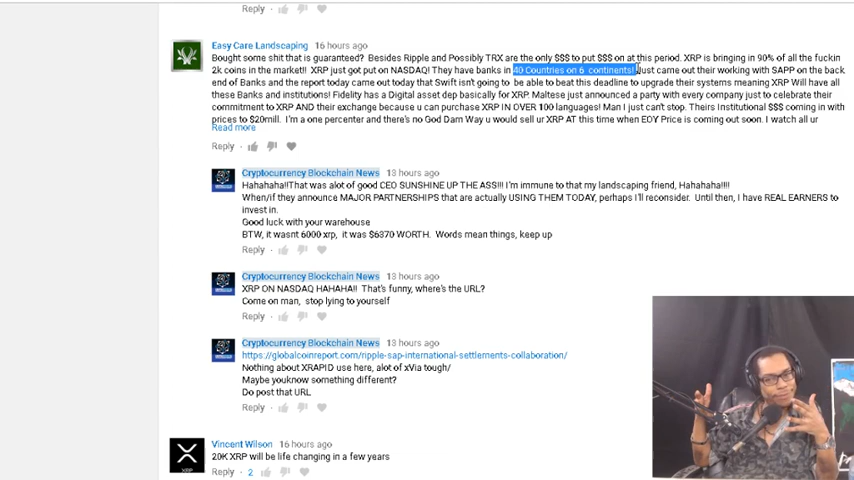 Reply
Easy Care Landscaping 16 hours ago
Bought some shit that is guaranteed? Besides Ripple and Possibly TRX are the only $$$ to put $$$ on at this period. XRP is bringing in 90% of all the fuckin
2k coins in the market!! XRP just got put on NASDAQ! They have banks in 40 Countries on 6 continents! Just came out their working with SAPP on the back
end of Banks and the report today came out today that Swift isn't going to be able to beat this deadline to upgrade their systems meaning XRP Will have all
these Banks and institutions! Fidelity has a Digital asset dep basically for XRP. Maltese just announced a party with every company just to celebrate their
commitment to XRP AND their exchange because u can purchase XRP IN OVER 100 languages! Man I just can't stop. Theirs Institutional $$$ coming in with
prices to $20mill. I'm a one percenter and there's no God Darn Way u would sell ur XRP AT this time when EOY Price is coming out soon. I watch all ur
Read more
Reply
Cryptocurrency Blockchain News 13 hours ago
Hahahaha!!That was alot of good CEO SUNSHINE UP THE ASS!!! I'm immune to that my landscaping friend, Hahahaha!!!!
When/if they announce MAJOR PARTNERSHIPS that are actually USING THEM TODAY, perhaps I'll reconsider. Until then, I have REAL EARNERS to
invest in.
Good luck with your warehouse
BTW, it wasnt 6000 xrp, it was $6370 WORTH. Words mean things, keep up
Reply
Cryptocurrency Blockchain News 13 hours ago
XRP ON NASDAQ HAHAHA!! That's funny, where's the URL?
Come on man, stop lying to yourself
Reply
Cryptocurrency Blockchain News 13 hours ago
https://globalcoinreport.com/ripple-sap-international-settlements-collaboration/
Nothing about XRAPID use here, alot of xVia tough/
Maybe youknow something different?
Do post that URL
Reply
Vincent Wilson 16 hours ago
XRP
20K XRP will be life changing in a few years
Reply 2